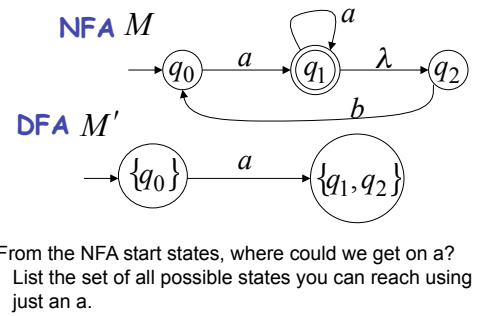 NFA M
a
q0 a q1 λ q2
b
DFA M′
{q0} a {q1, q2}
From the NFA start states, where could we get on a?
List the set of all possible states you can reach using
just an a.